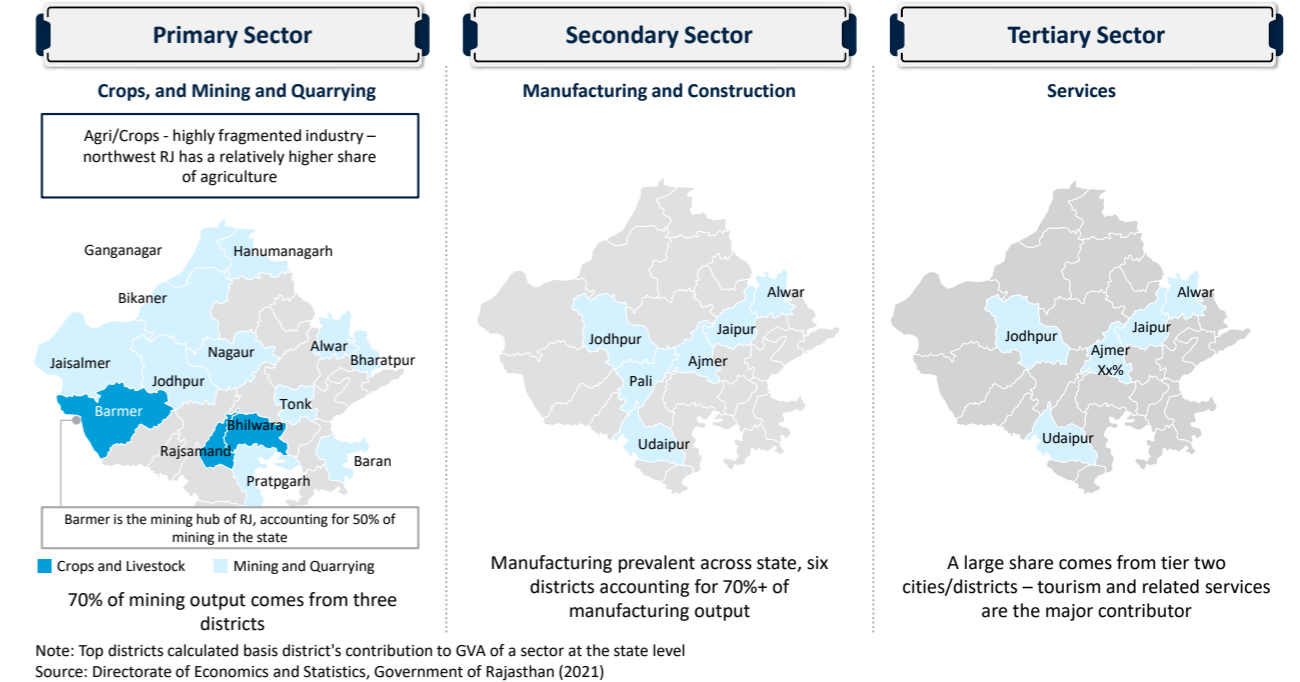 Primary Sector
Secondary Sector
Tertiary Sector
Crops, and Mining and Quarrying
Agri/Crops - highly fragmented industry –
northwest RJ has a relatively higher share
of agriculture
Ganganagar
Hanumanagarh
Bikaner
Jaisalmer
Nagaur
Alwar
Bharatpur
Jodhpur
Barmer
Tonk
Bhilwara
Rajsamand
Baran
Pratpgarh
Barmer is the mining hub of RJ, accounting for 50% of
mining in the state
Crops and Livestock
Mining and Quarrying
70% of mining output comes from three
districts
Manufacturing and Construction
Alwar
Jaipur
Jodhpur
Ajmer
Pali
Udaipur
Manufacturing prevalent across state, six
districts accounting for 70%+ of
manufacturing output
Services
Alwar
Jaipur
Jodhpur
Ajmer
Xx%
Udaipur
A large share comes from tier two
cities/districts – tourism and related services
are the major contributor
Note: Top districts calculated basis district's contribution to GVA of a sector at the state level
Source: Directorate of Economics and Statistics, Government of Rajasthan (2021)